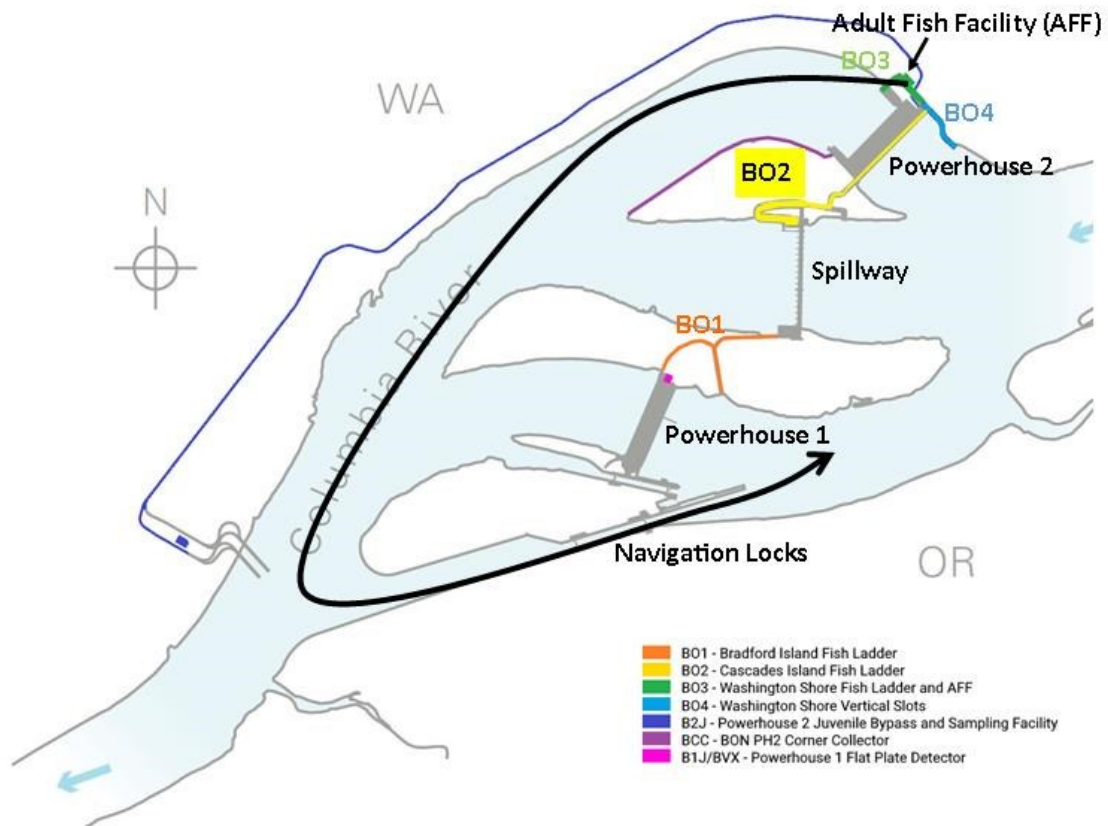 Adult Fish Facility (AFF)
BO3
WA
BO4
Powerhouse 2
BO2
N
Spillway
Columbia River
BO1
Powerhouse 1
Navigation Locks
OR
BO1 - Bradford Island Fish Ladder
BO2 - Cascades Island Fish Ladder
BO3 - Washington Shore Fish Ladder and AFF
BO4 - Washington Shore Vertical Slots
B2J - Powerhouse 2 Juvenile Bypass and Sampling Facility
BCC - BON PH2 Corner Collector
B1J/BVX - Powerhouse 1 Flat Plate Detector